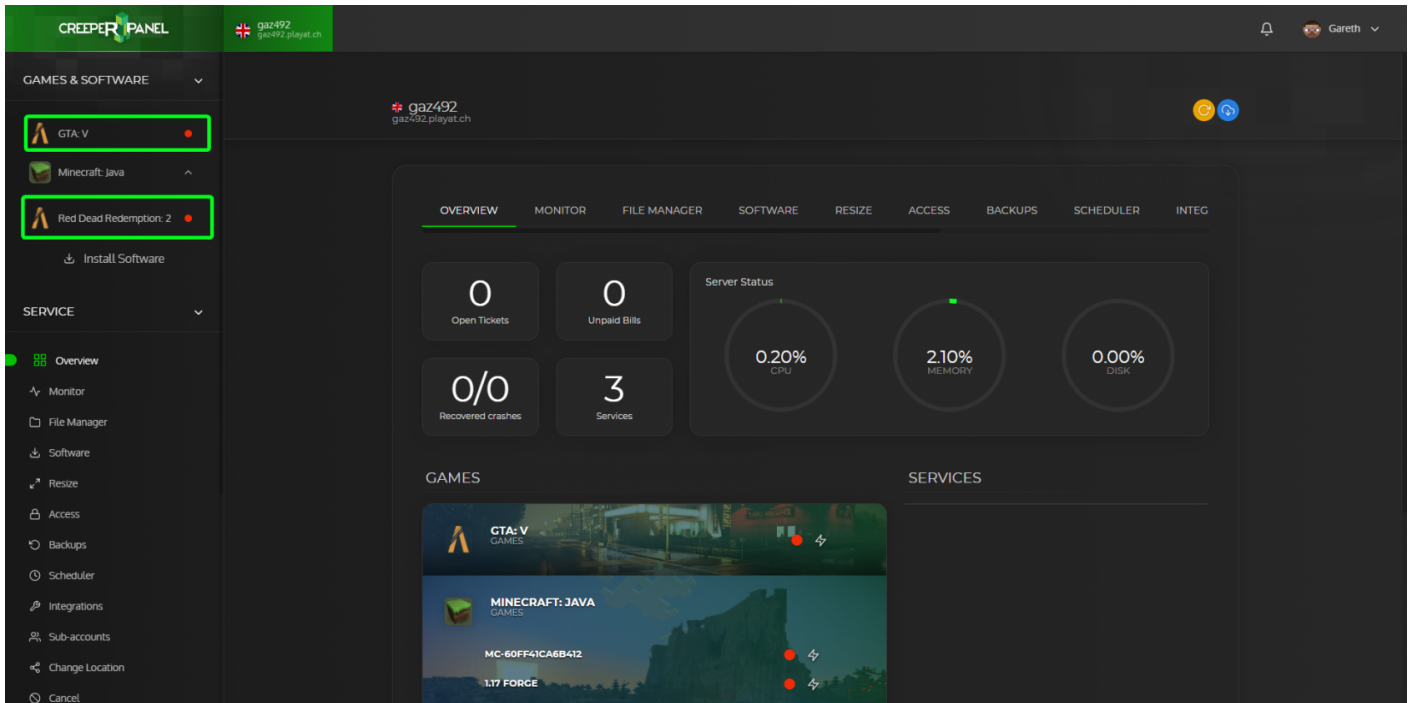 CREEPER PANEL
gaz492
gaz492.playat.ch
Gareth
GAMES & SOFTWARE
GTA: V
Minecraft: Java
Red Dead Redemption: 2
Install Software
SERVICE
Overview
Monitor
File Manager
Software
Resize
Access
Backups
Scheduler
Integrations
Sub-accounts
Change Location
Cancel
gaz492
gaz492.playat.ch
OVERVIEW MONITOR FILE MANAGER SOFTWARE RESIZE ACCESS BACKUPS SCHEDULER INTEG
0
Open Tickets
0
Unpaid Bills
0/0
Recovered crashes
3
Services
Server Status
0.20%
CPU
2.10%
MEMORY
0.00%
DISK
GAMES
GTA: V
GAMES
MINECRAFT: JAVA
GAMES
MC-60FF41CA6B412
1.17 FORGE
SERVICES